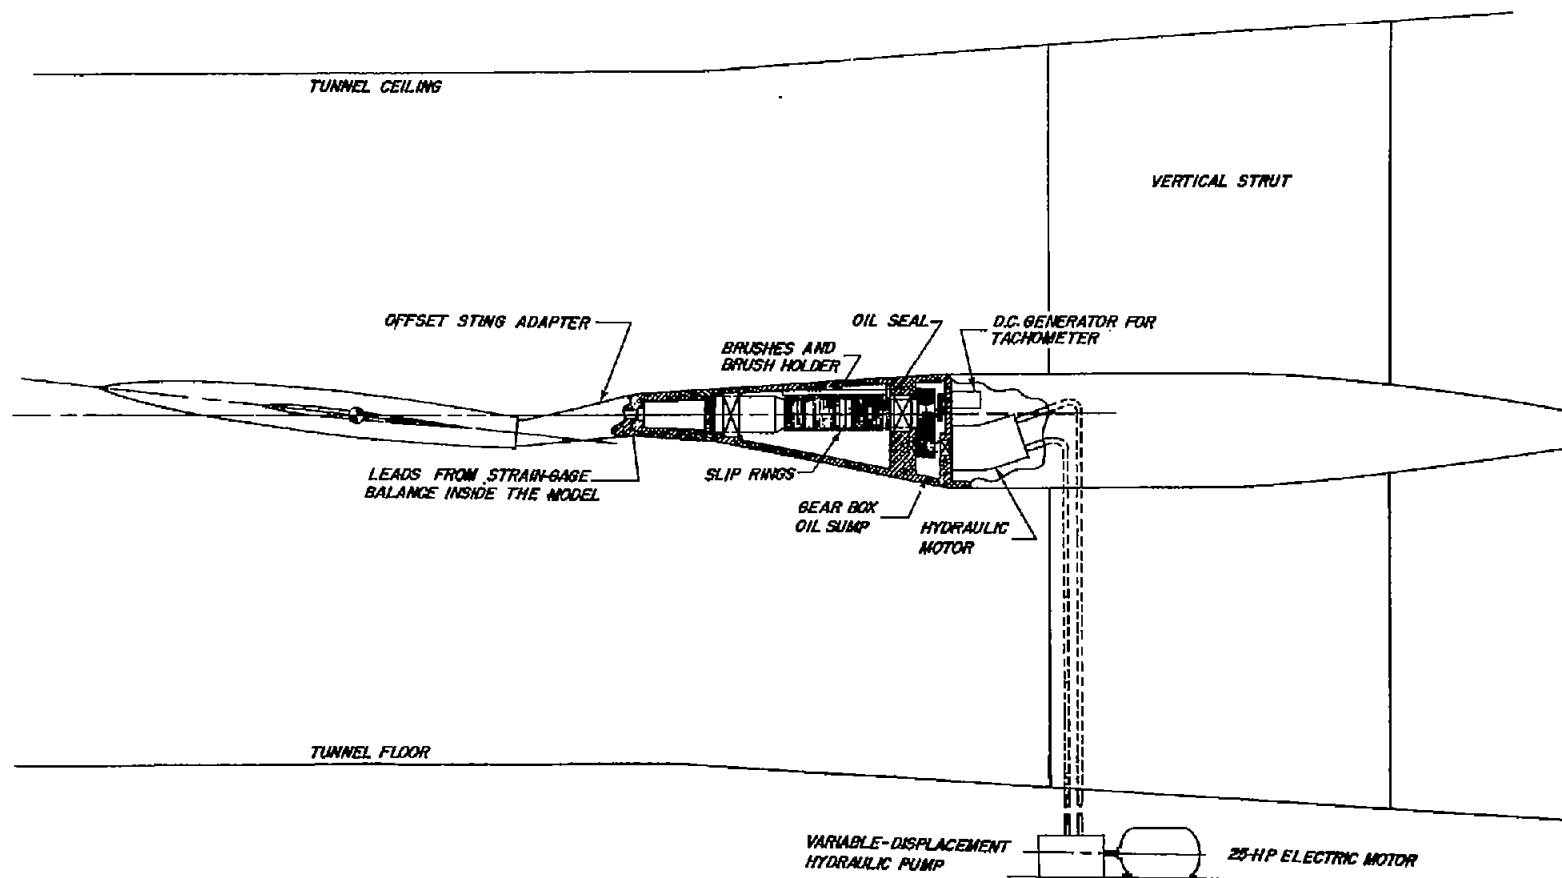 TUNNEL CEILING
VERTICAL STRUT
OFFSET STING ADAPTER
OIL SEAL
D.C. GENERATOR FOR
TACHOMETER
BRUSHES AND
BRUSH HOLDER
LEADS FROM STRAIN-GAGE
BALANCE INSIDE THE MODEL
SLIP RINGS
GEAR BOX
OIL SUMP
HYDRAULIC
MOTOR
TUNNEL FLOOR
VARIABLE-DISPLACEMENT
HYDRAULIC PUMP
25-HP ELECTRIC MOTOR